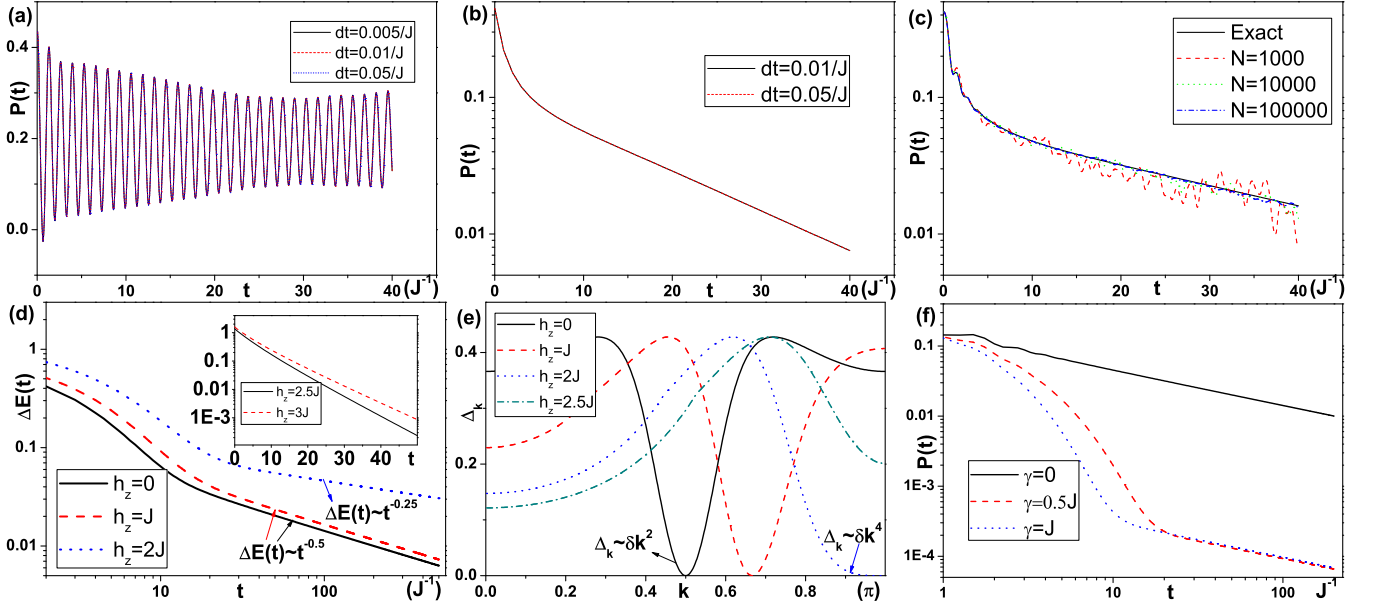 (a)
0.4
0.2
0.0
P(t)
dt=0.005/J
dt=0.01/J
dt=0.05/J
0 10 20 30 40
t (J⁻¹)
(b)
0.1
0.01
P(t)
dt=0.01/J
dt=0.05/J
0 10 20 30 40
t (J⁻¹)
(c)
0.1
0.01
P(t)
Exact
N=1000
N=10000
N=100000
0 10 20 30 40
t (J⁻¹)
(d)
1
0.1
0.01
ΔE(t)
1
0.1
0.01
1E-3
h_z=2.5J
h_z=3J
0 10 20 30 40 t 50
h_z=0
h_z=J
h_z=2J
ΔE(t)~t^-0.25
ΔE(t)~t^-0.5
10 t 100 (J⁻¹)
(e)
0.4
0.2
0.0
Δ_k
h_z=0
h_z=J
h_z=2J
h_z=2.5J
Δ_k~δk²
Δ_k~δk⁴
0.0 0.2 0.4 k 0.6 0.8 (π)
(f)
0.1
0.01
1E-3
1E-4
P(t)
γ=0
γ=0.5J
γ=J
1 10 t 100 J⁻¹